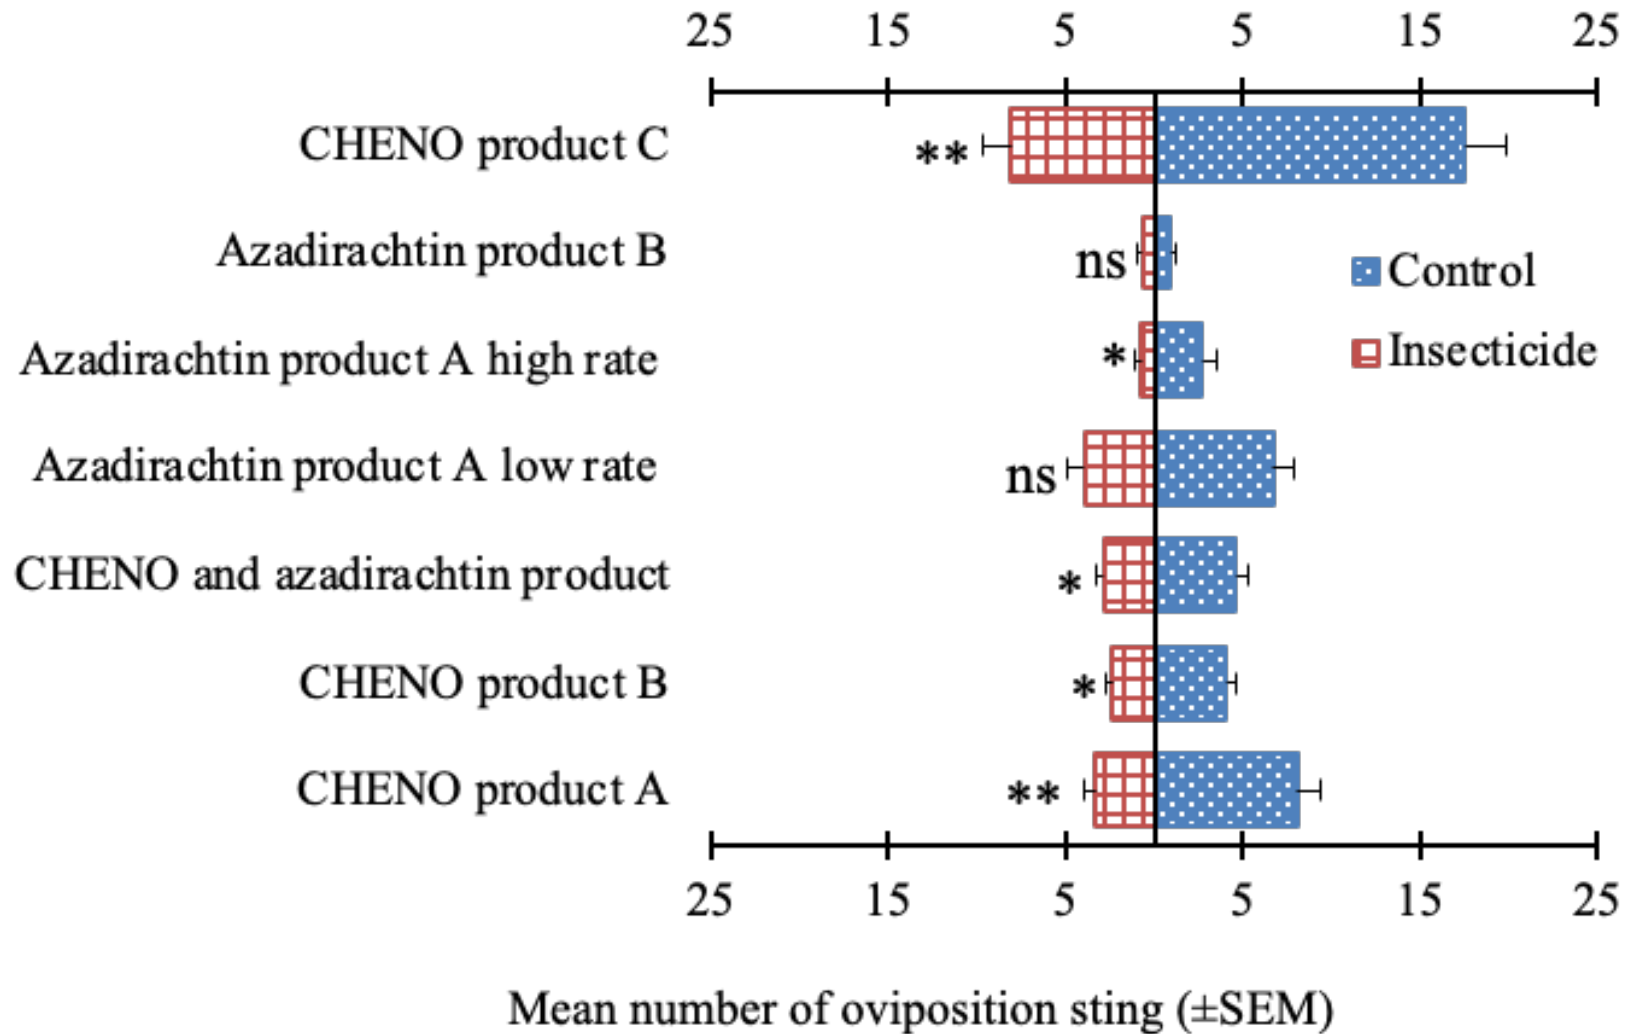 25 15 5 5 15 25
CHENO product C
**
Azadirachtin product B
ns
Control
Azadirachtin product A high rate
*
Insecticide
Azadirachtin product A low rate
ns
CHENO and azadirachtin product
*
CHENO product B
*
CHENO product A
**
25 15 5 5 15 25
Mean number of oviposition sting (±SEM)